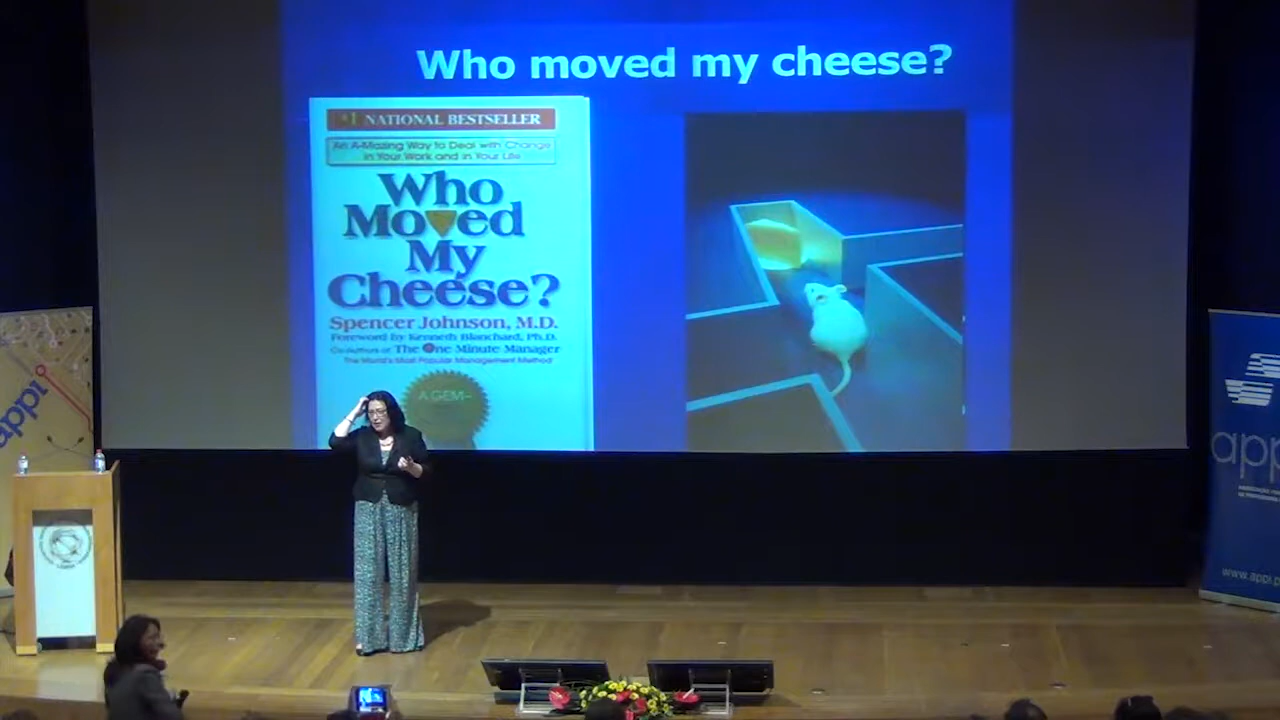 Who moved my cheese?
#1 NATIONAL BESTSELLER
An A-Mazing Way to Deal with Change
in Your Work and in Your Life
Who
Moved
My
Cheese?
Spencer Johnson, M.D.
Foreword by Kenneth Blanchard, Ph.D.
Co-authors of The One Minute Manager
The World's Most Popular Management Method
A GEM–
appi
app
www.appi.p